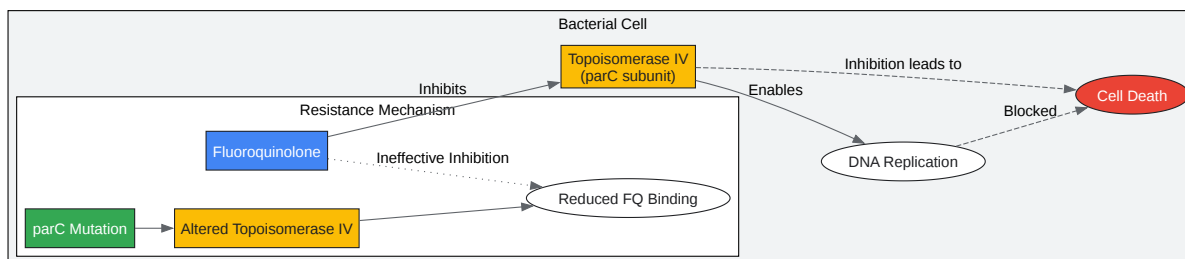 Bacterial Cell
Topoisomerase IV
(parC subunit)
Inhibition leads to
Cell Death
Inhibits
Enables
Resistance Mechanism
Blocked
Fluoroquinolone
Ineffective Inhibition
DNA Replication
Reduced FQ Binding
parC Mutation
Altered Topoisomerase IV